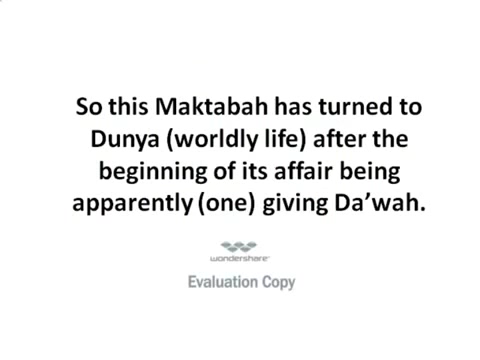 So this Maktabah has turned to
Dunya (worldly life) after the
beginning of its affair being
apparently (one) giving Da’wah.
wondershare
Evaluation Copy